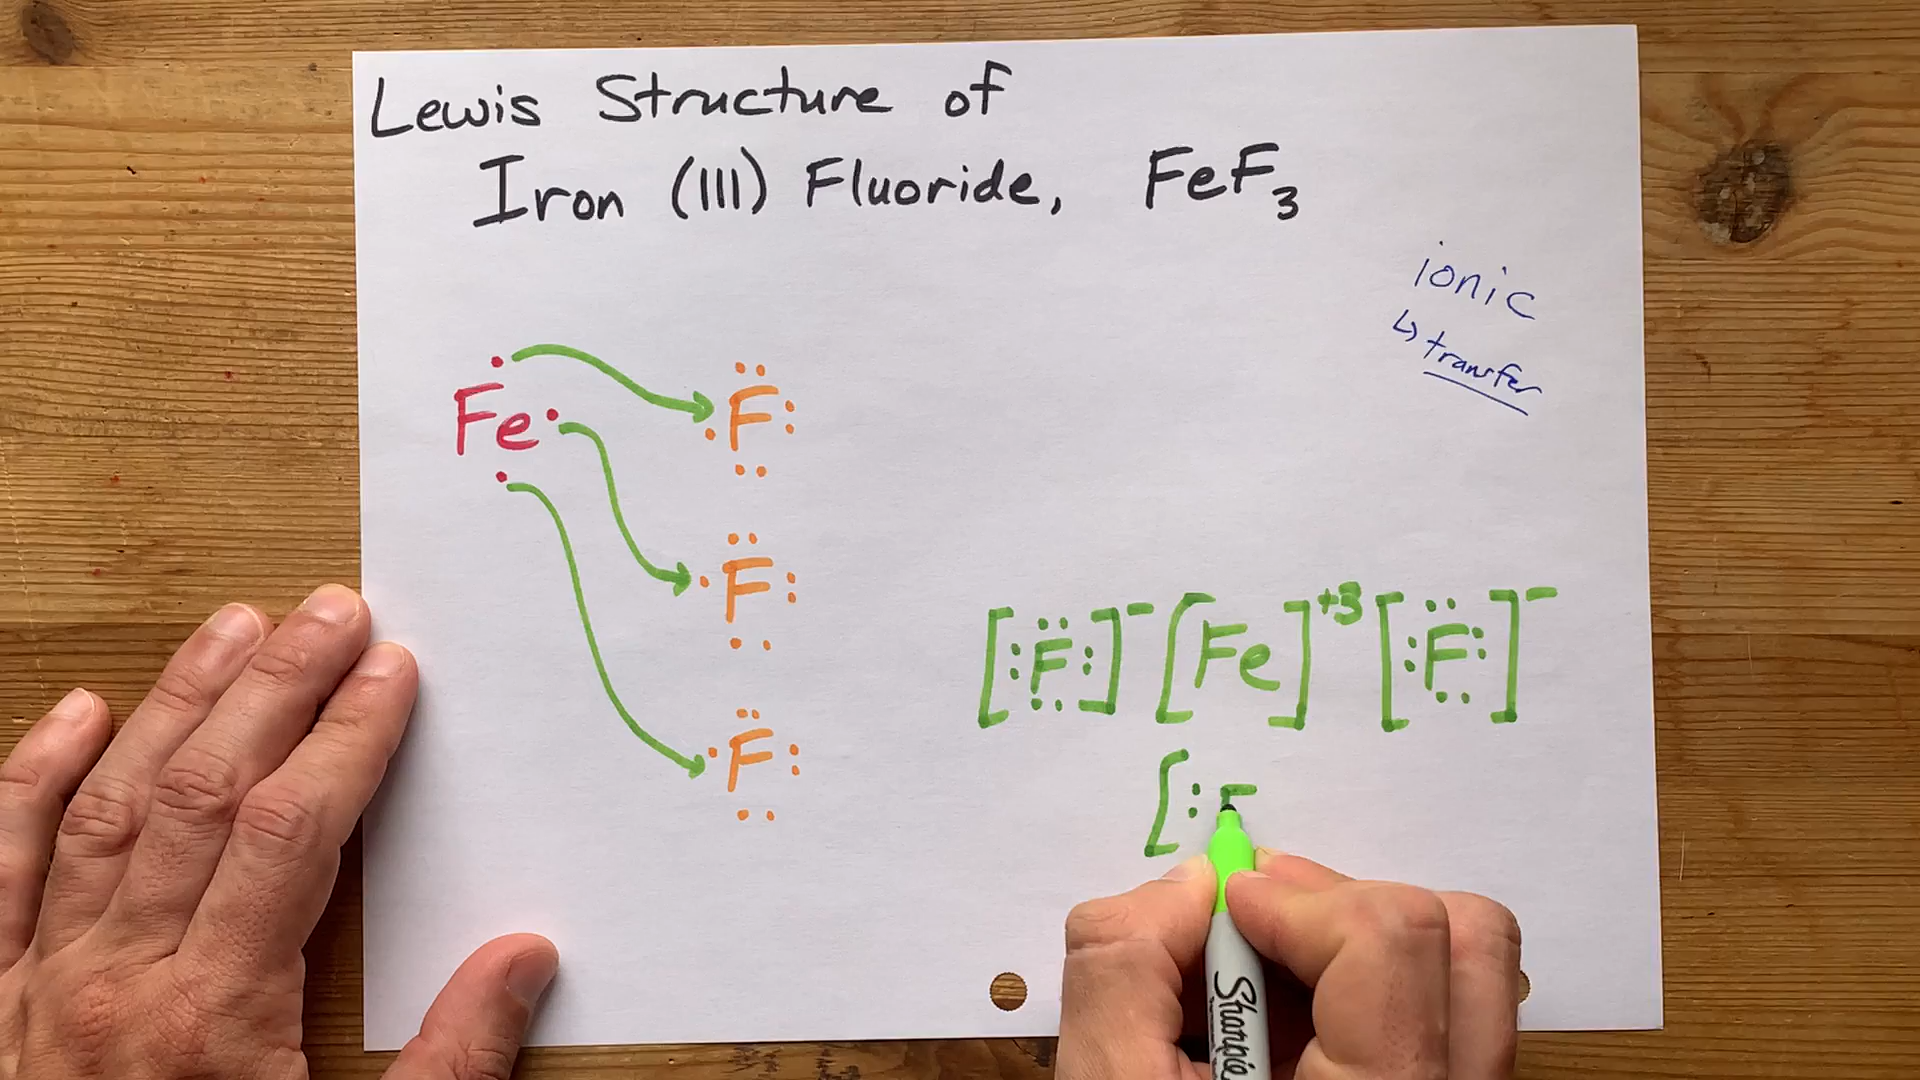 Lewis Structure of
Iron (III) Fluoride, FeF₃
ionic
↳ transfer
Fe
F
F
F
[:F:]⁻ [Fe]⁺³ [:F:]⁻
[:F
Sharpie